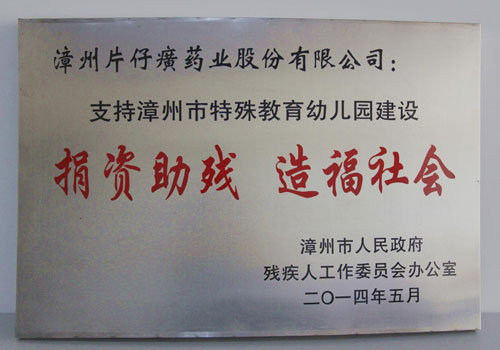 漳州片仔癀药业股份有限公司：
支持漳州市特殊教育幼儿园建设
捐资助残 造福社会
漳州市人民政府
残疾人工作委员会办公室
二〇一四年五月